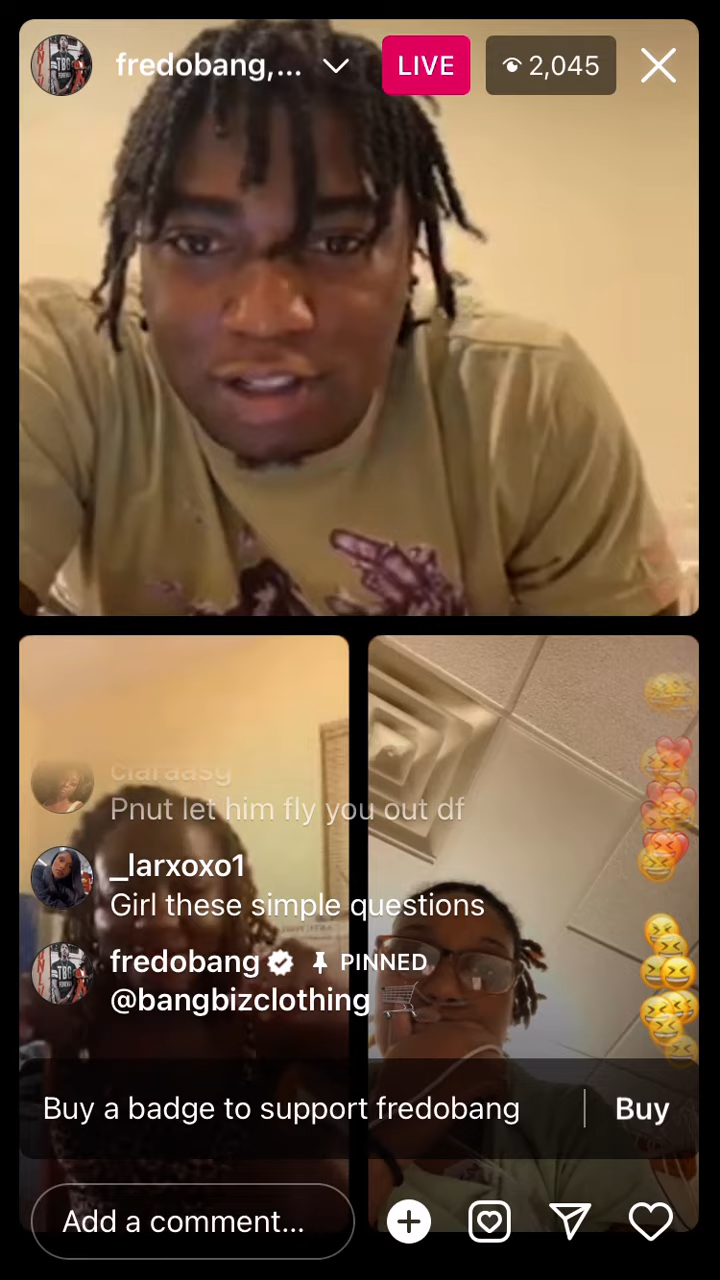 fredobang,...
LIVE
2,045
claraasg
Pnut let him fly you out df
_larxoxo1
Girl these simple questions
fredobang PINNED
@bangbizclothing
Buy a badge to support fredobang
Buy
Add a comment...